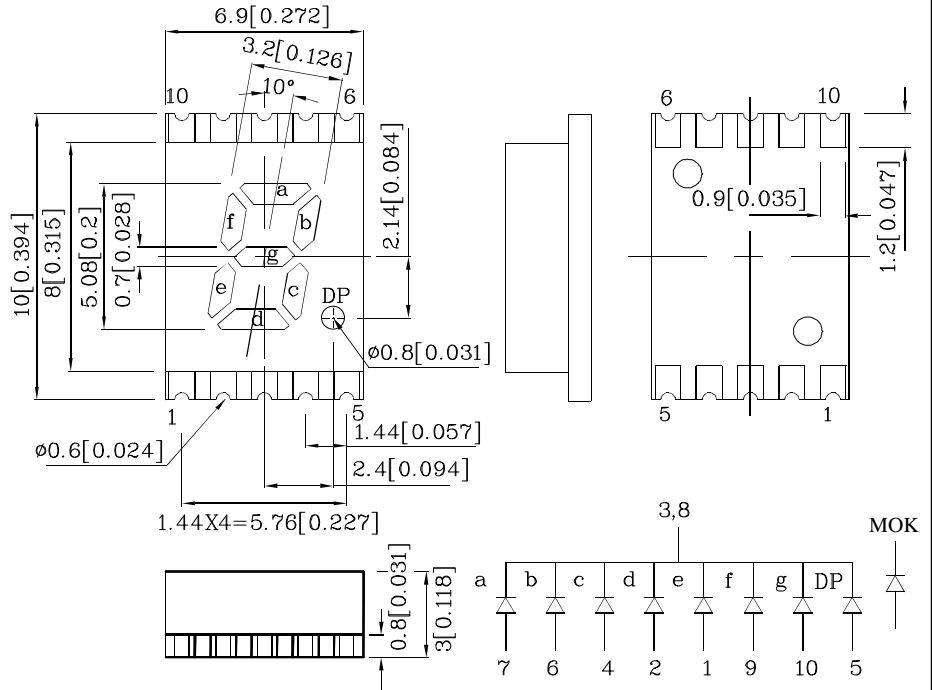 6.9[0.272]
3.2[0.126]
10°
10
6
6
10
a
f
b
g
e
c
d
DP
10[0.394]
8[0.315]
5.08[0.2]
0.7[0.028]
2.14[0.084]
0.9[0.035]
1.2[0.047]
ø0.8[0.031]
1
5
5
1
ø0.6[0.024]
1.44[0.057]
2.4[0.094]
1.44X4=5.76[0.227]
0.8[0.031]
3[0.118]
3,8
MOK
a b c d e f g DP
7 6 4 2 1 9 10 5